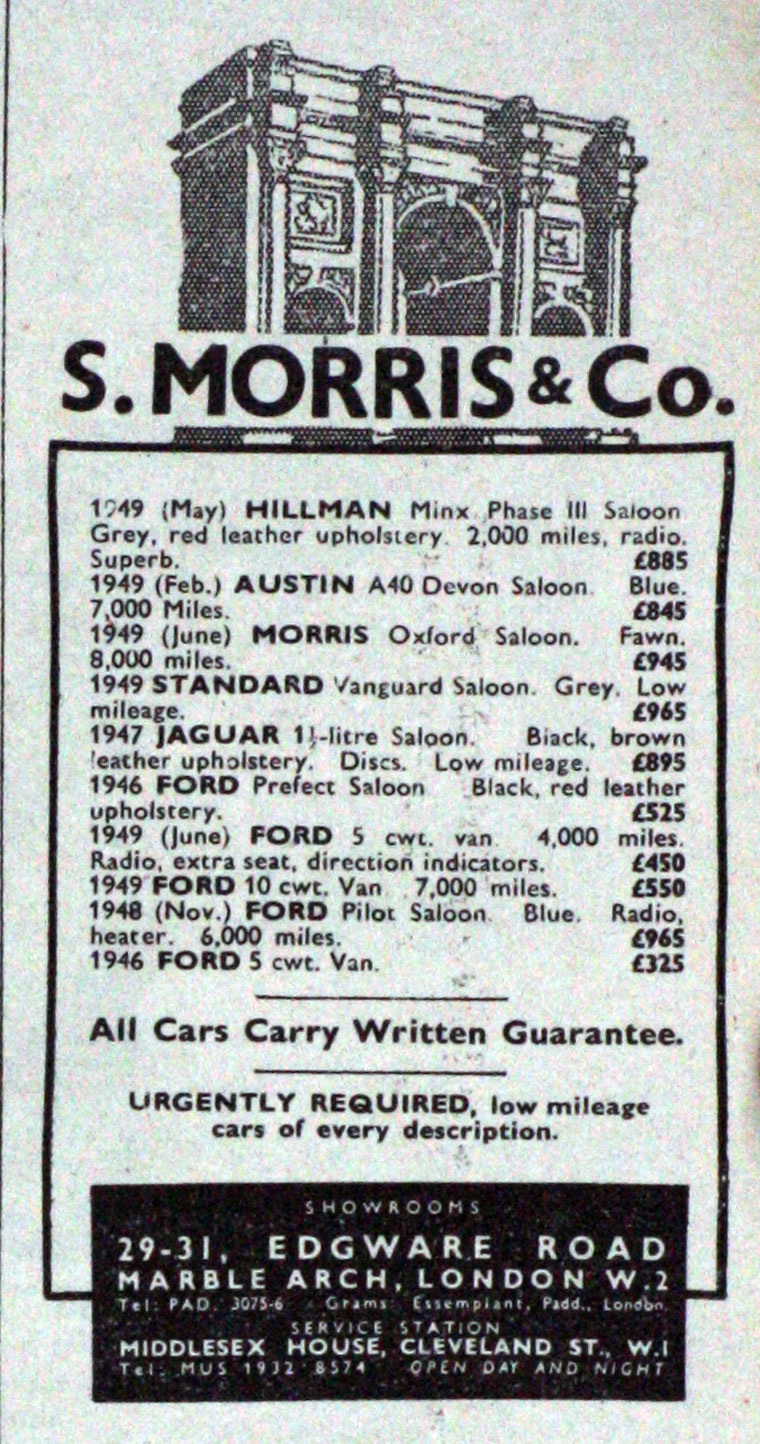 S. MORRIS & Co.
1949 (May) HILLMAN Minx Phase III Saloon
Grey, red leather upholstery. 2,000 miles, radio.
Superb. £885
1949 (Feb.) AUSTIN A40 Devon Saloon. Blue.
7,000 Miles. £845
1949 (June) MORRIS Oxford Saloon. Fawn.
8,000 miles. £945
1949 STANDARD Vanguard Saloon. Grey. Low
mileage. £965
1947 JAGUAR 1½-litre Saloon. Black, brown
leather upholstery. Discs. Low mileage. £895
1946 FORD Prefect Saloon Black, red leather
upholstery. £525
1949 (June) FORD 5 cwt. van 4,000 miles.
Radio, extra seat, direction indicators. £450
1949 FORD 10 cwt. Van 7,000 miles. £550
1948 (Nov.) FORD Pilot Saloon. Blue. Radio,
heater. 6,000 miles. £965
1946 FORD 5 cwt. Van. £325
All Cars Carry Written Guarantee.
URGENTLY REQUIRED, low mileage
cars of every description.
SHOWROOMS
29-31, EDGWARE ROAD
MARBLE ARCH, LONDON W.2
Tel: PAD. 3075-6 Grams: Essempiant, Padd., London.
SERVICE STATION
MIDDLESEX HOUSE, CLEVELAND ST., W.1
Tel: MUS 1932 8574 OPEN DAY AND NIGHT